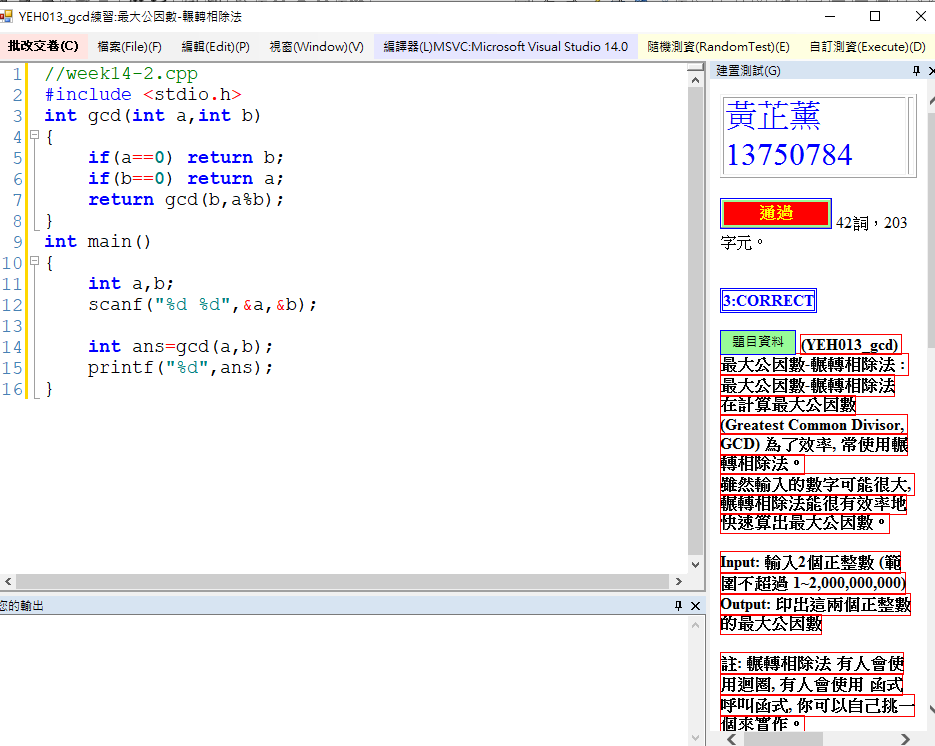 YEH013_gcd練習:最大公因數-輾轉相除法
批改交卷(C) 檔案(File)(F) 編輯(Edit)(P) 視窗(Window)(V) 編譯器(L)MSVC:Microsoft Visual Studio 14.0 隨機測資(RandomTest)(E) 自訂測資(Execute)(D)
1 //week14-2.cpp
2 #include <stdio.h>
3 int gcd(int a,int b)
4 {
5     if(a==0) return b;
6     if(b==0) return a;
7     return gcd(b,a%b);
8 }
9 int main()
10 {
11     int a,b;
12     scanf("%d %d",&a,&b);
13
14     int ans=gcd(a,b);
15     printf("%d",ans);
16 }
您的輸出
建置測試(G)
黃芷薰
13750784
通過 42詞，203
字元。
3:CORRECT
題目資料 (YEH013_gcd)
最大公因數-輾轉相除法 :
最大公因數-輾轉相除法
在計算最大公因數
(Greatest Common Divisor,
GCD) 為了效率, 常使用輾
轉相除法。
雖然輸入的數字可能很大,
輾轉相除法能很有效率地
快速算出最大公因數。
Input: 輸入2個正整數 (範
圍不超過 1~2,000,000,000)
Output: 印出這兩個正整數
的最大公因數
註: 輾轉相除法 有人會使
用迴圈, 有人會使用 函式
呼叫函式, 你可以自己挑一
個來實作。